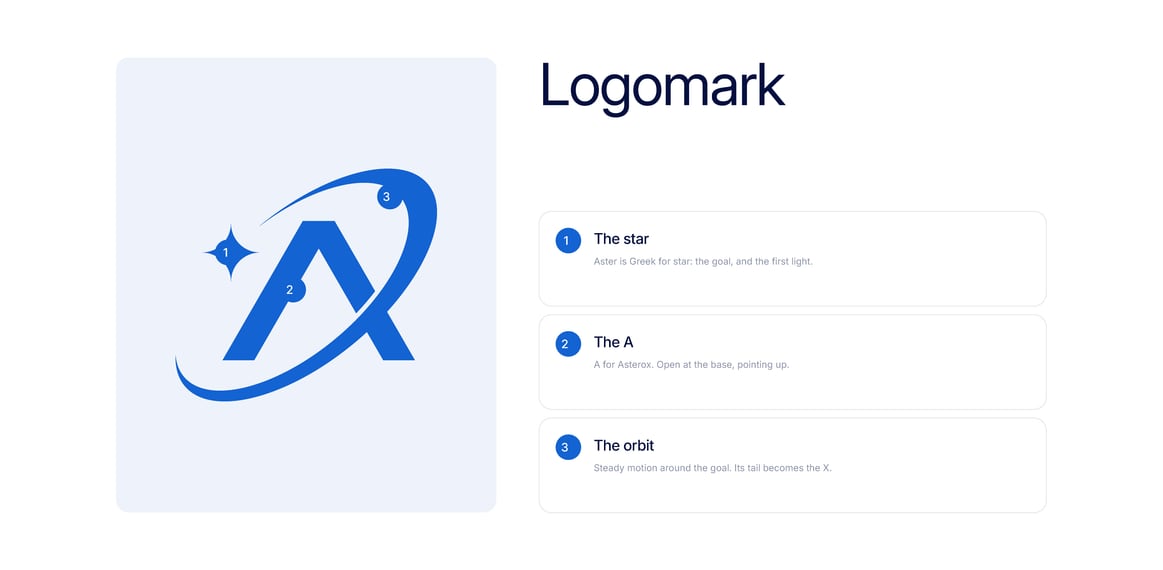 Logomark
3
1
2
1
The star
Aster is Greek for star: the goal, and the first light.
2
The A
A for Asterox. Open at the base, pointing up.
3
The orbit
Steady motion around the goal. Its tail becomes the X.